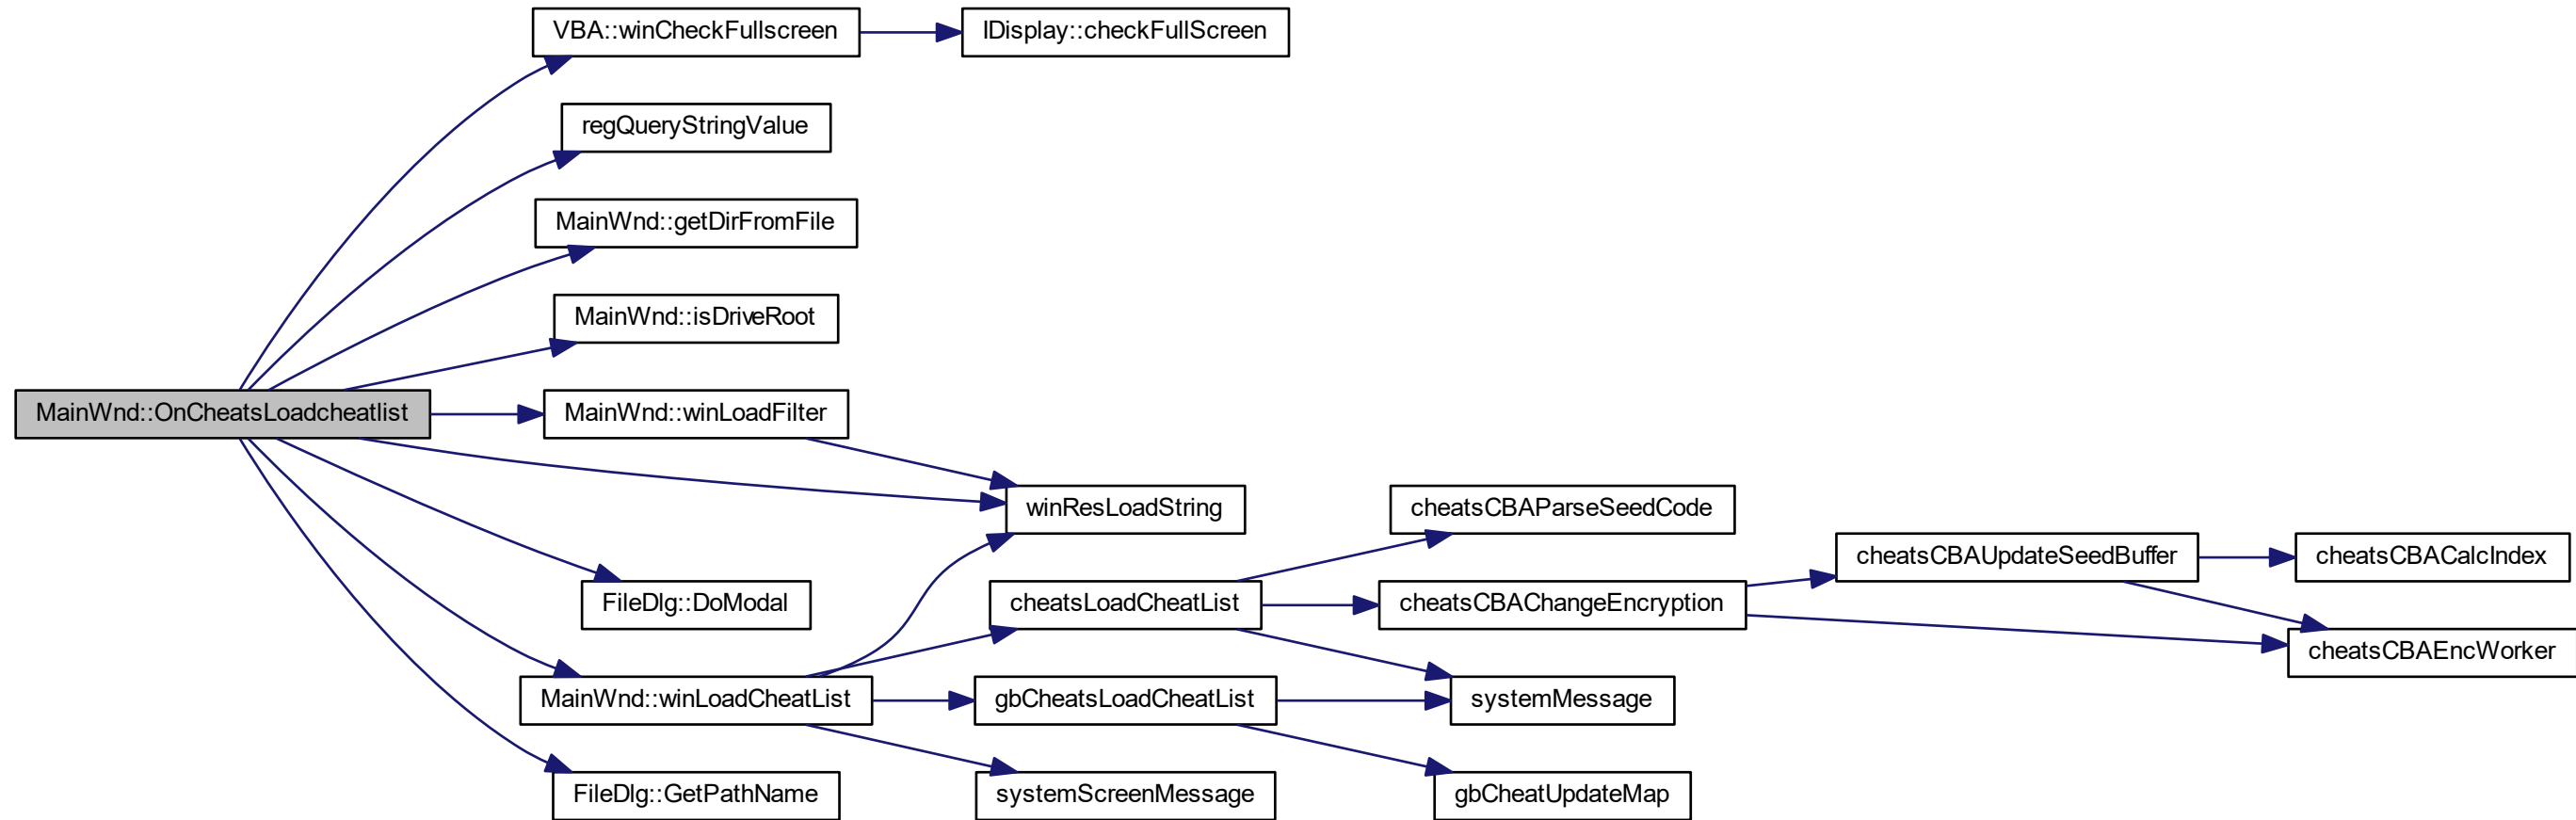 VBA::winCheckFullscreen
IDisplay::checkFullScreen
regQueryStringValue
MainWnd::getDirFromFile
MainWnd::isDriveRoot
MainWnd::OnCheatsLoadcheatlist
MainWnd::winLoadFilter
winResLoadString
cheatsCBAParseSeedCode
cheatsCBAUpdateSeedBuffer
cheatsCBACalcIndex
FileDlg::DoModal
cheatsLoadCheatList
cheatsCBAChangeEncryption
cheatsCBAEncWorker
MainWnd::winLoadCheatList
gbCheatsLoadCheatList
systemMessage
FileDlg::GetPathName
systemScreenMessage
gbCheatUpdateMap